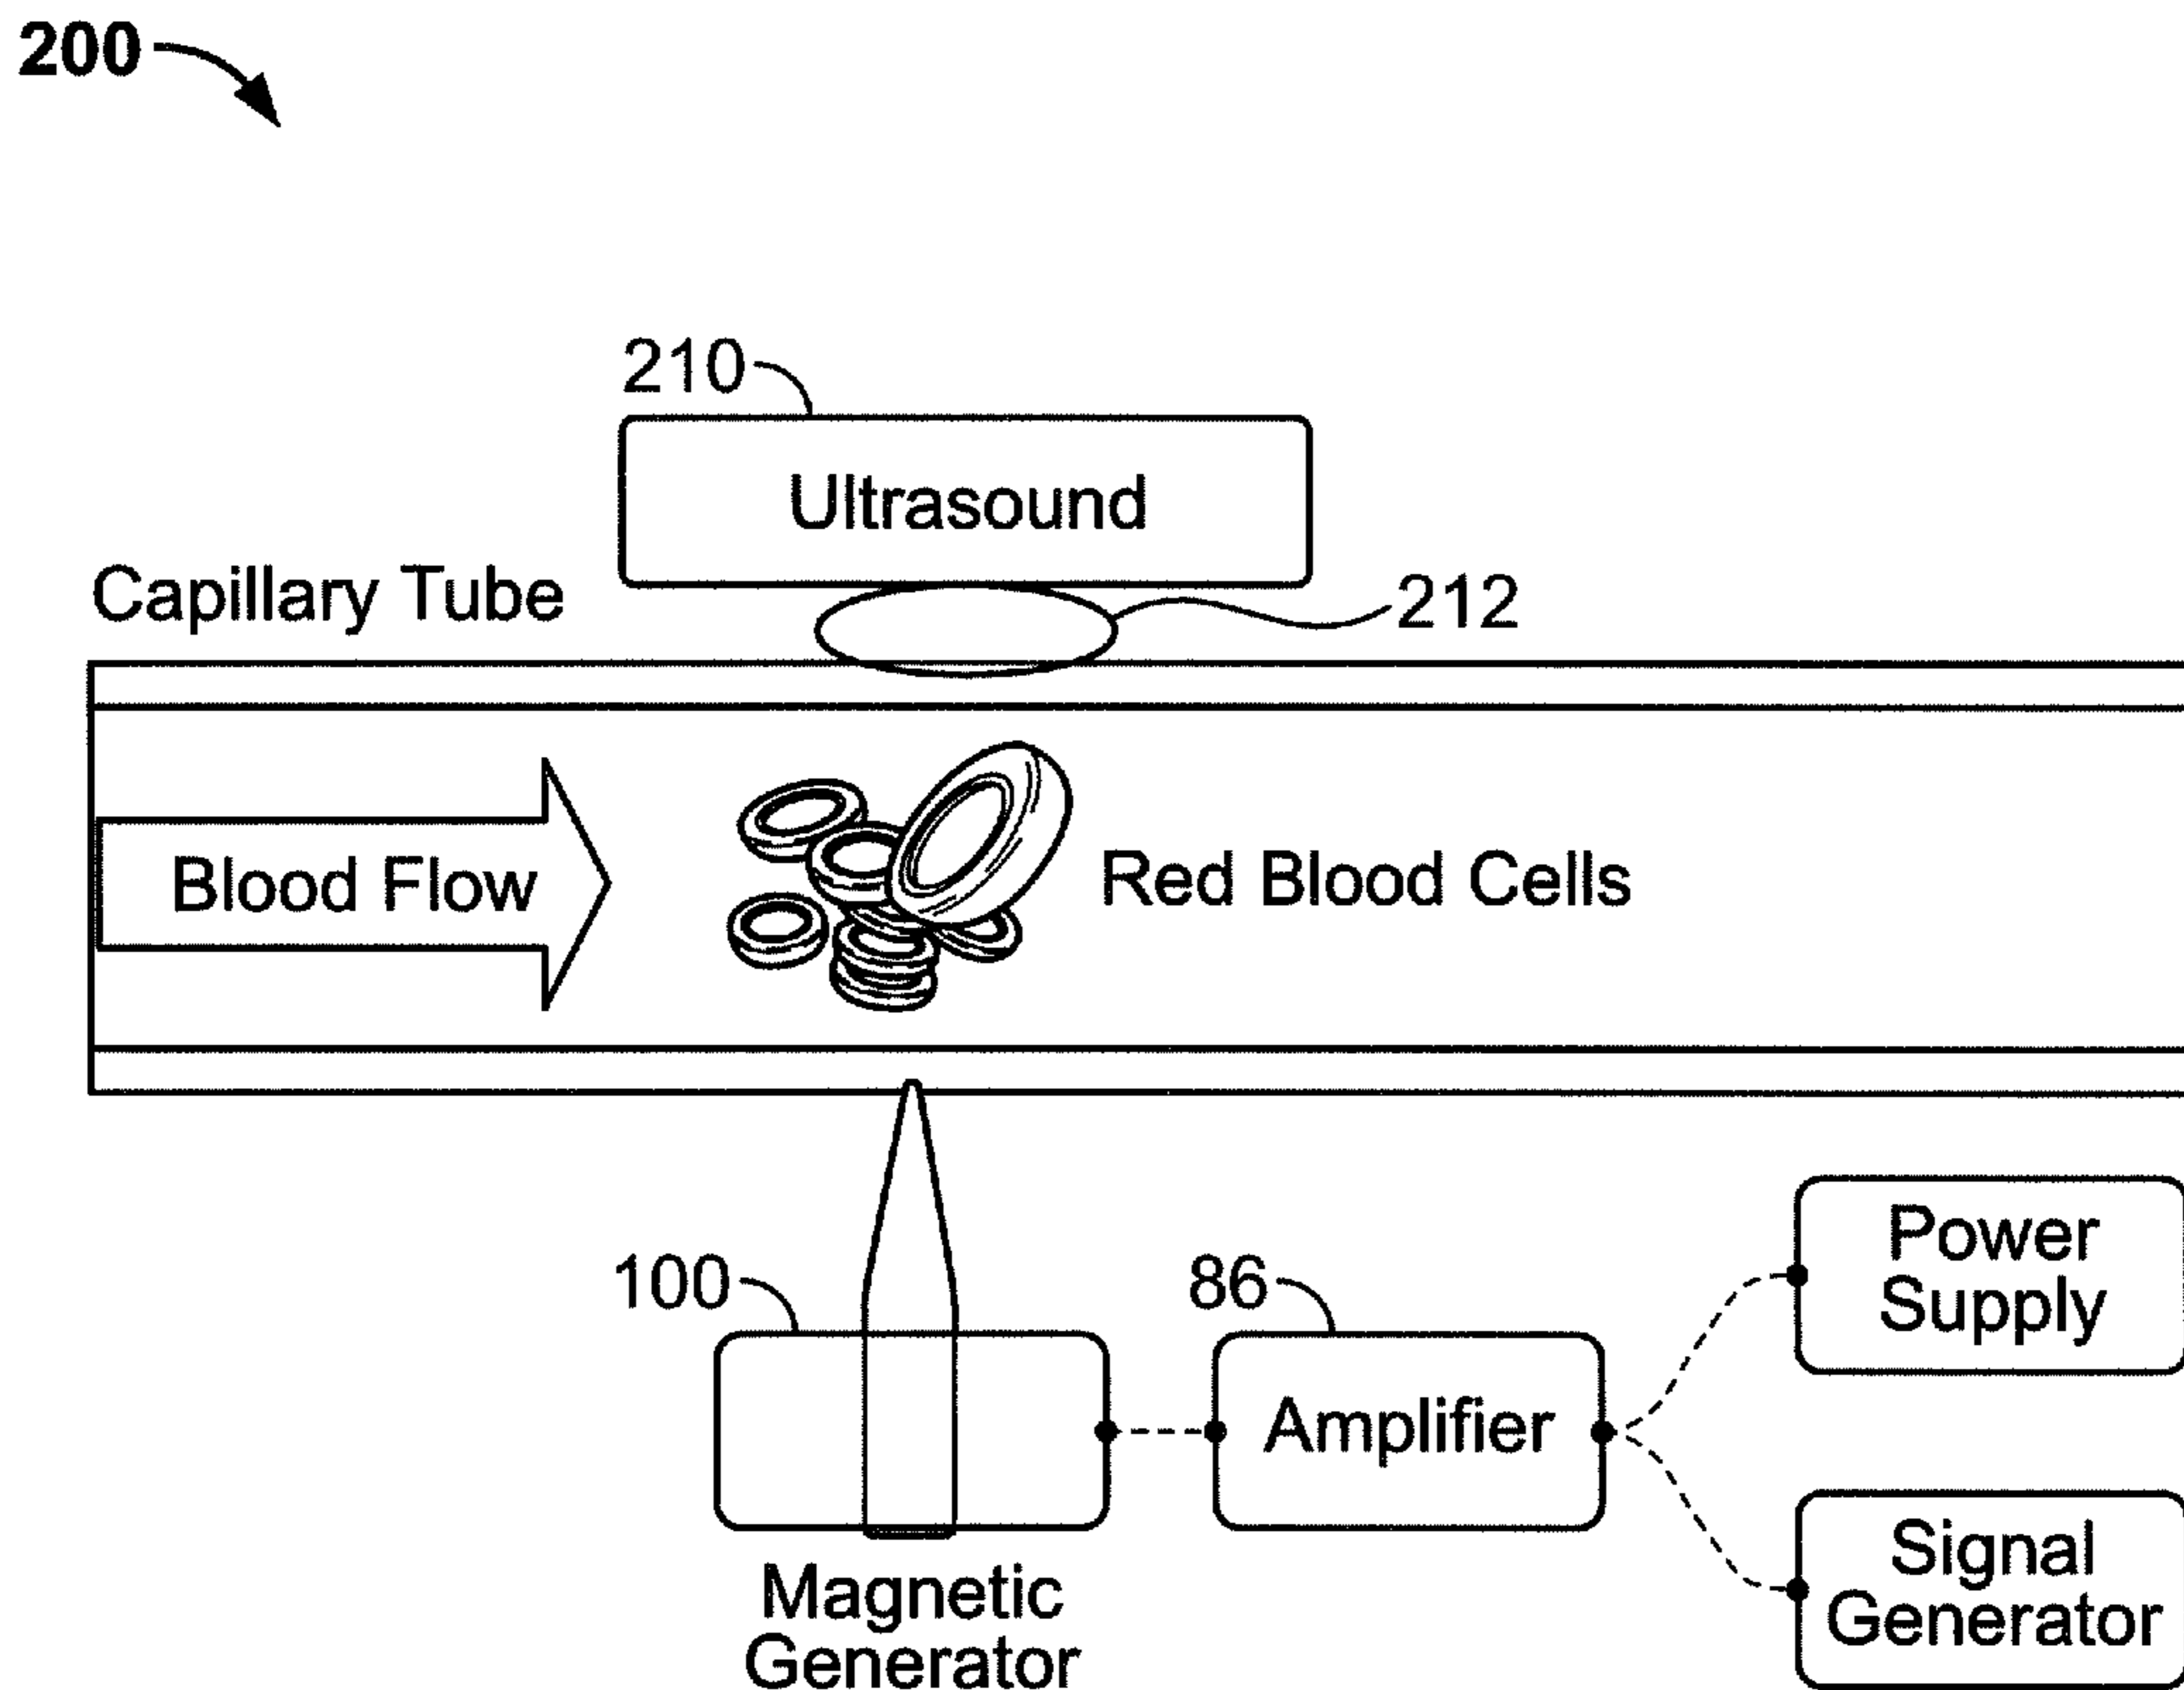 200
210
Ultrasound
Capillary Tube
212
Blood Flow
Red Blood Cells
100
86
Power
Supply
Amplifier
Signal
Generator
Magnetic
Generator